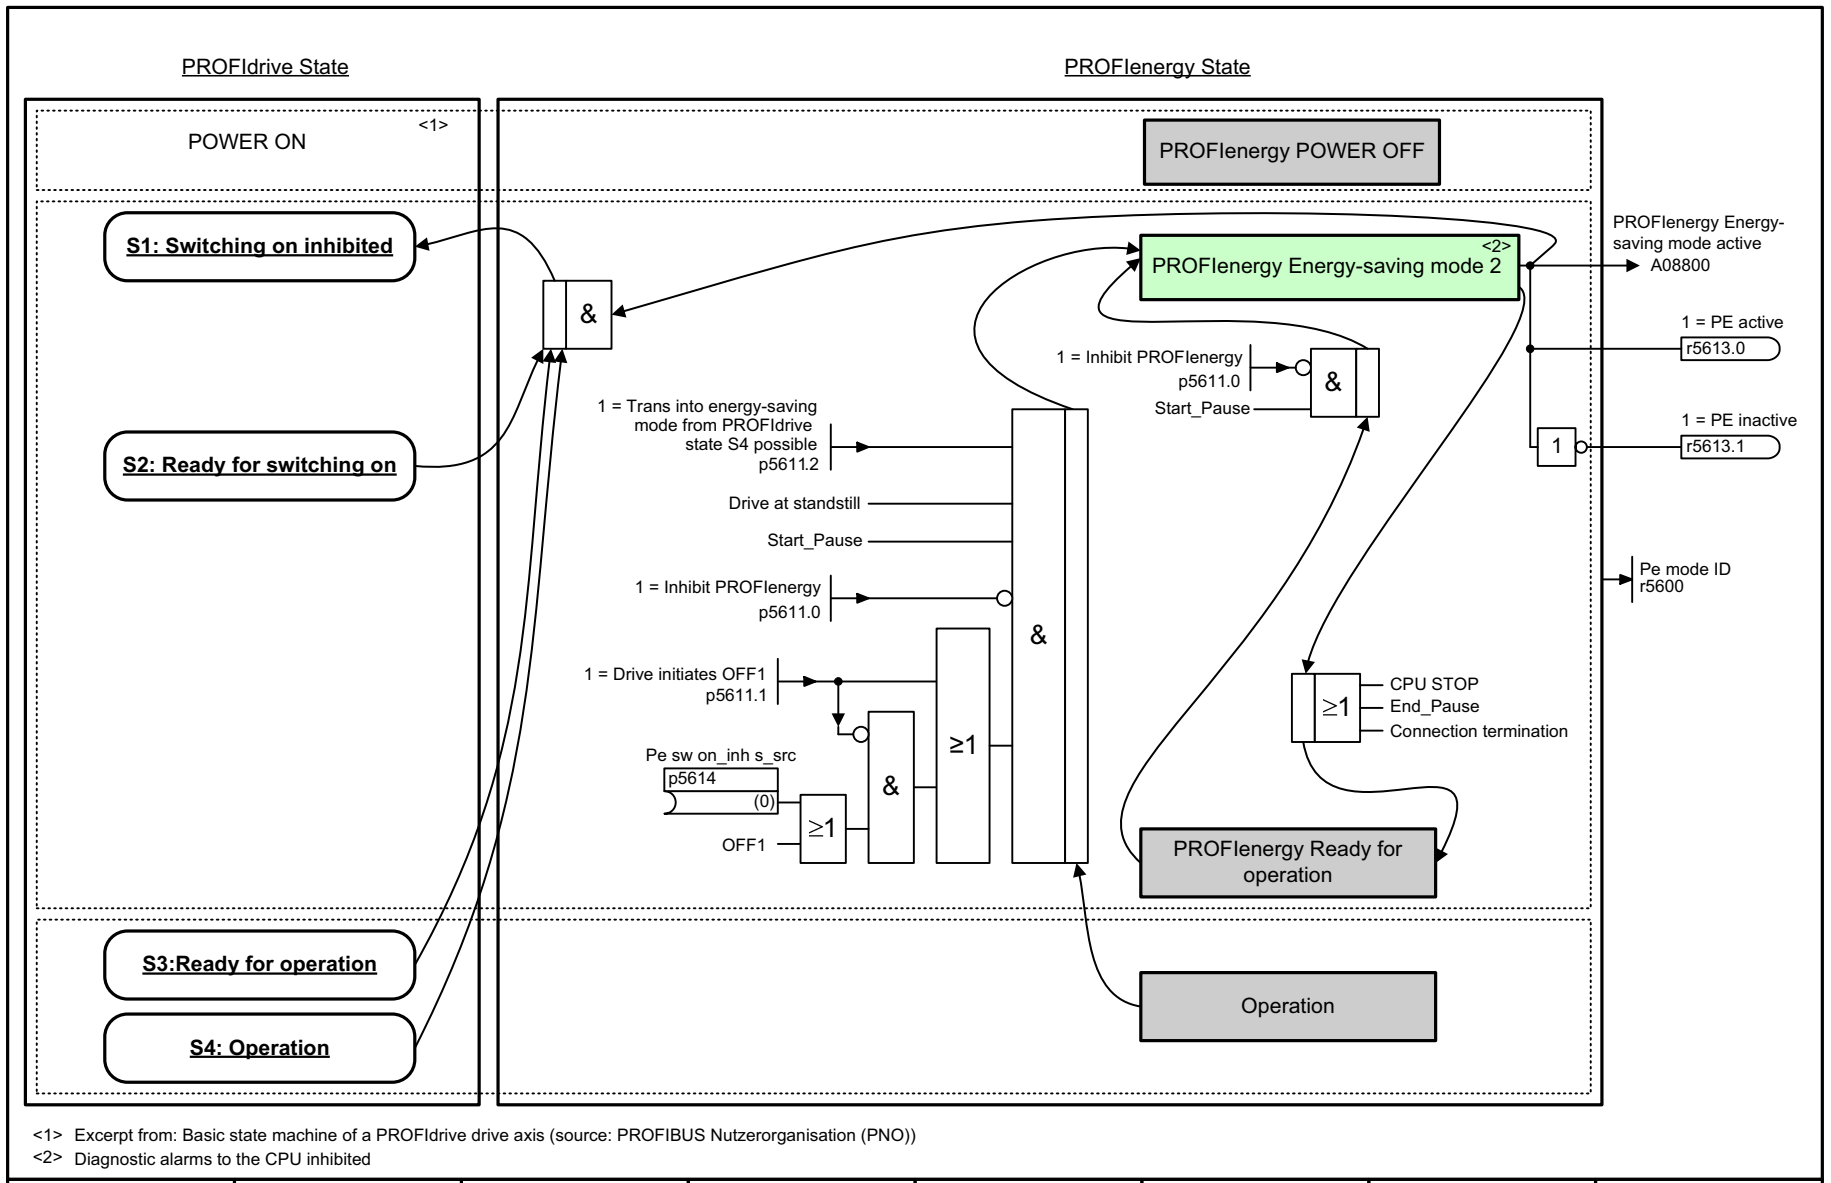 PROFIdrive State
PROFIenergy State
POWER ON
<1>
PROFIenergy POWER OFF
S1: Switching on inhibited
&
<2>
PROFIenergy Energy-saving mode 2
PROFIenergy Energy-
saving mode active
A08800
1 = PE active
r5613.0
1 = Inhibit PROFIenergy
p5611.0
Start_Pause
&
1 = PE inactive
r5613.1
1
S2: Ready for switching on
1 = Trans into energy-saving
mode from PROFIdrive
state S4 possible
p5611.2
Drive at standstill
Start_Pause
1 = Inhibit PROFIenergy
p5611.0
&
Pe mode ID
r5600
1 = Drive initiates OFF1
p5611.1
≥1
CPU STOP
End_Pause
Connection termination
≥1
Pe sw on_inh s_src
p5614
(0)
&
≥1
OFF1
PROFIenergy Ready for
operation
S3:Ready for operation
Operation
S4: Operation
<1> Excerpt from: Basic state machine of a PROFIdrive drive axis (source: PROFIBUS Nutzerorganisation (PNO))
<2> Diagnostic alarms to the CPU inhibited